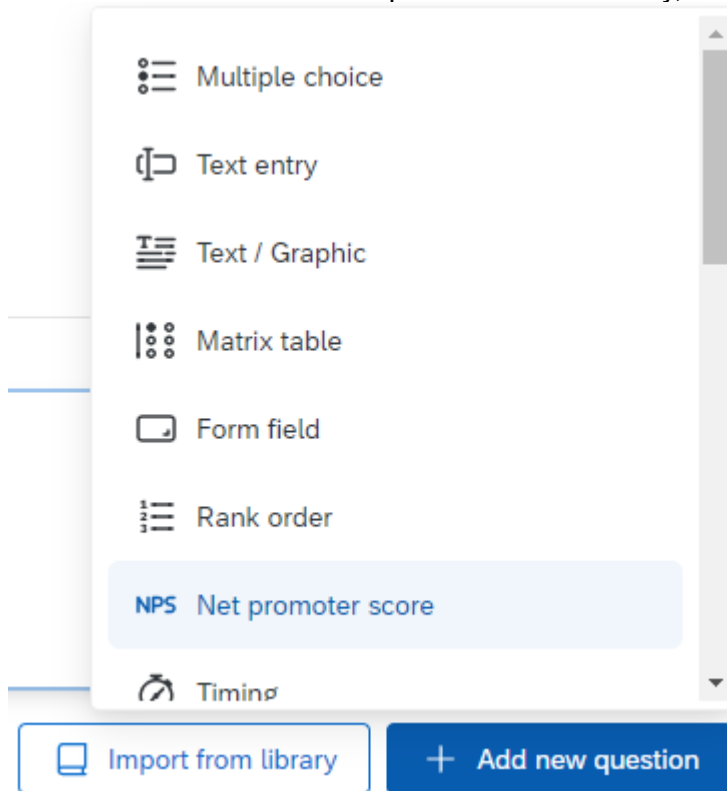 Multiple choice
Text entry
Text / Graphic
Matrix table
Form field
Rank order
NPS Net promoter score
Timing
Import from library
+ Add new question